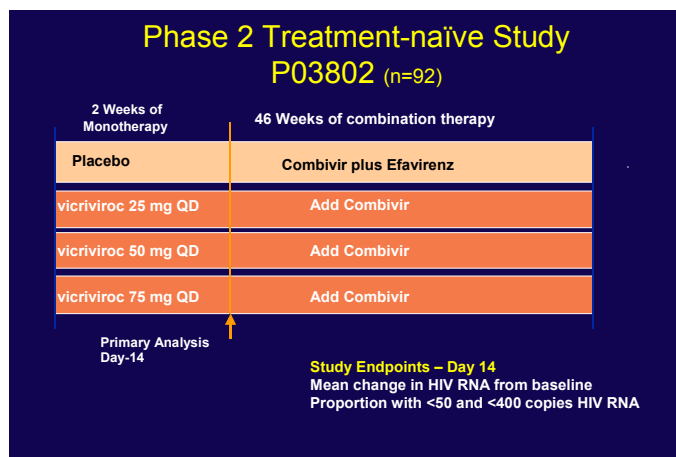 Phase 2 Treatment-naïve Study
P03802 (n=92)
2 Weeks of
Monotherapy
46 Weeks of combination therapy
Placebo
Combivir plus Efavirenz
vicriviroc 25 mg QD
Add Combivir
vicriviroc 50 mg QD
Add Combivir
vicriviroc 75 mg QD
Add Combivir
Primary Analysis
Day-14
Study Endpoints – Day 14
Mean change in HIV RNA from baseline
Proportion with <50 and <400 copies HIV RNA